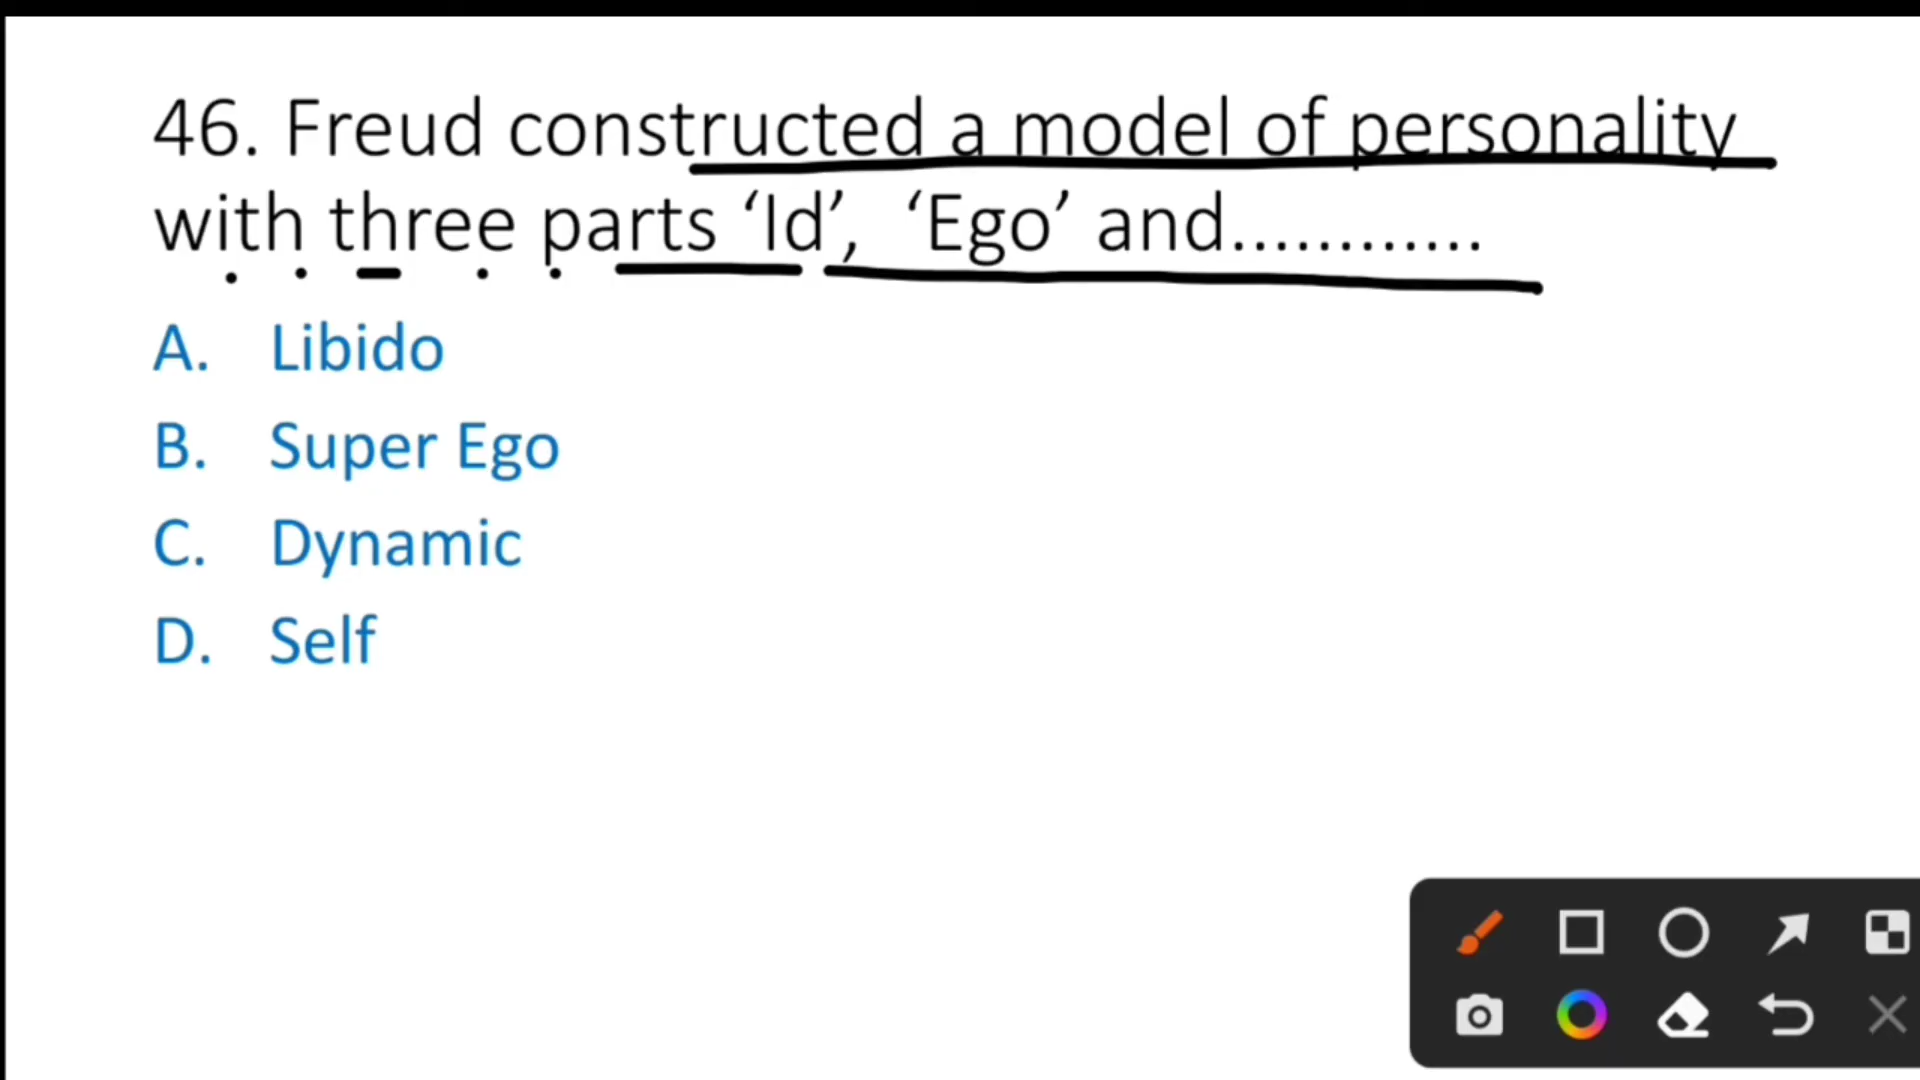 46. Freud constructed a model of personality
with three parts ‘Id’, ‘Ego’ and............
A. Libido
B. Super Ego
C. Dynamic
D. Self